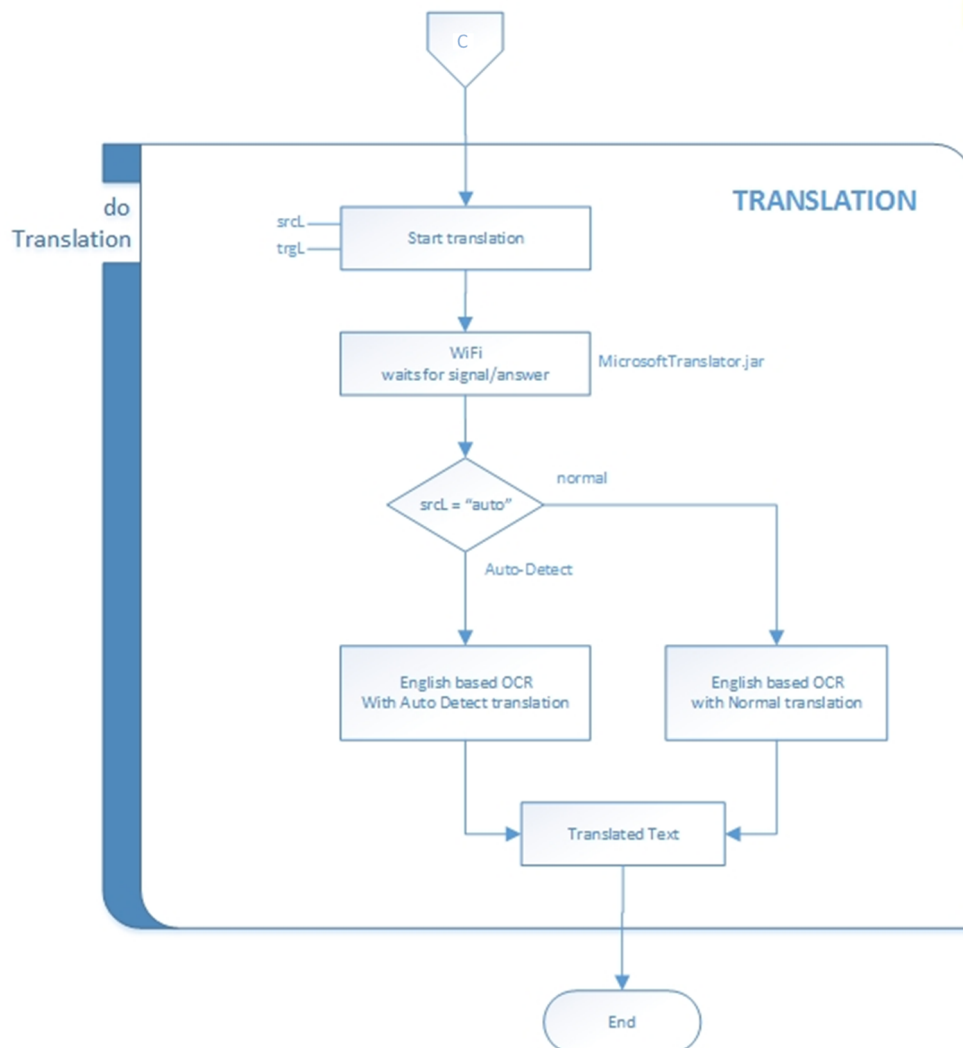 C
do
Translation
TRANSLATION
srcL
trgL
Start translation
WiFi
waits for signal/answer
MicrosoftTranslator.jar
srcL = “auto”
normal
Auto-Detect
English based OCR
With Auto Detect translation
English based OCR
with Normal translation
Translated Text
End